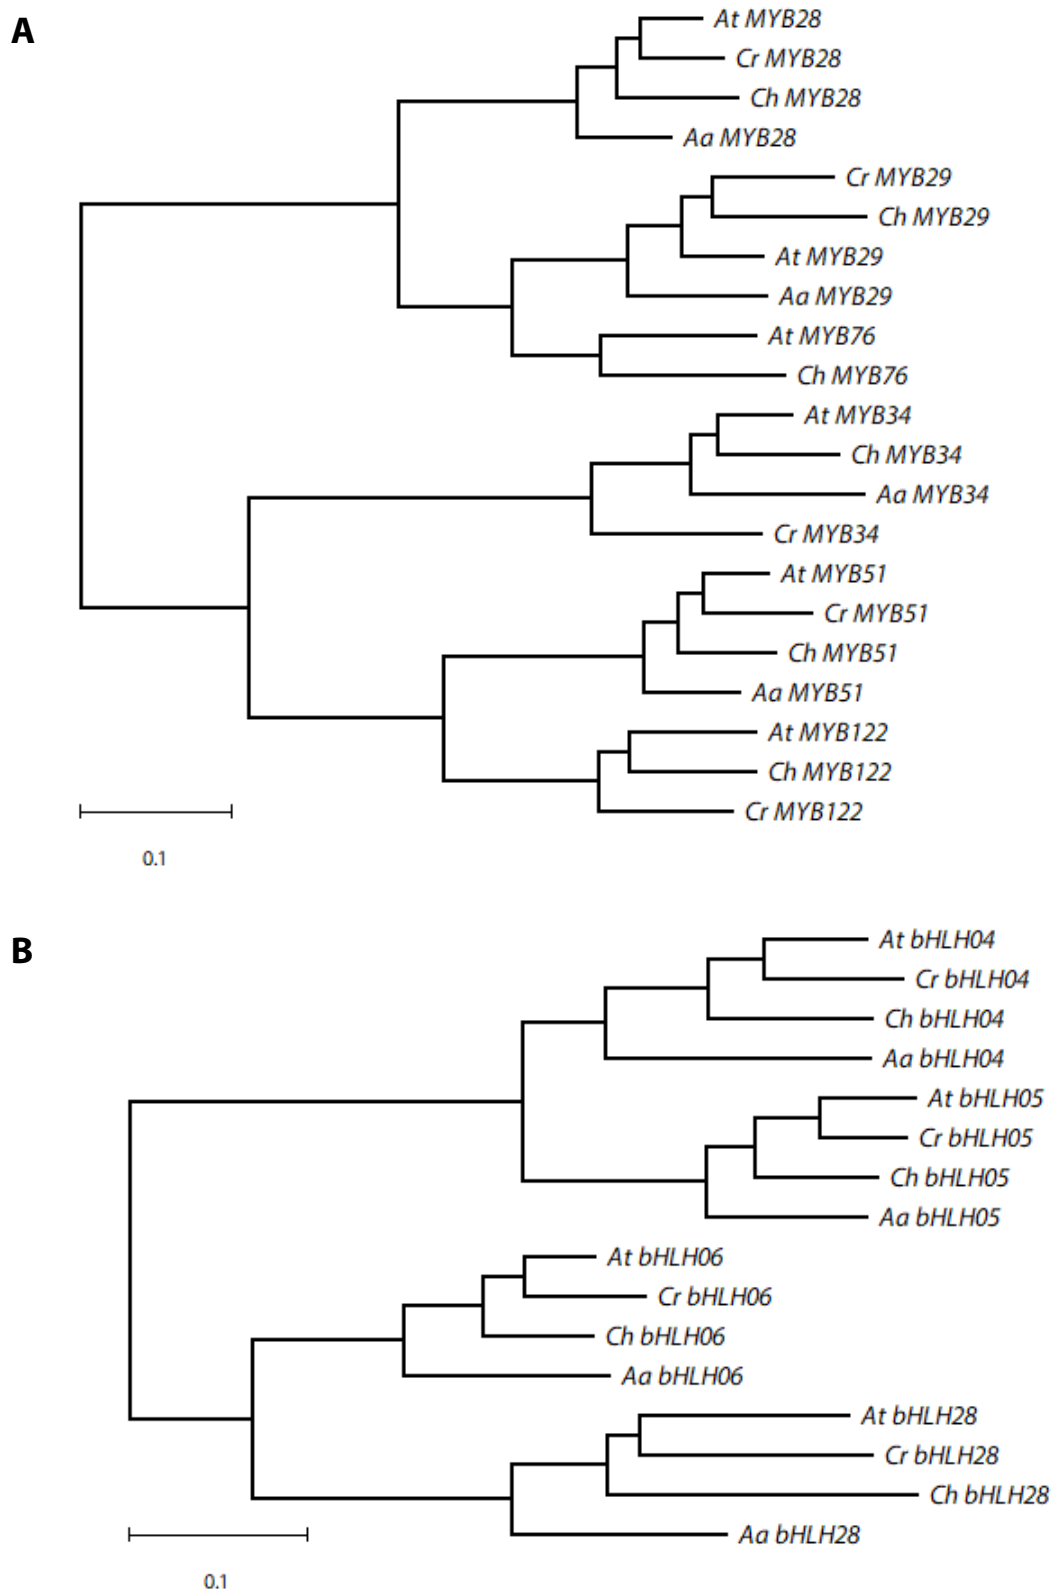 A
At MYB28
Cr MYB28
Ch MYB28
Aa MYB28
Cr MYB29
Ch MYB29
At MYB29
Aa MYB29
At MYB76
Ch MYB76
At MYB34
Ch MYB34
Aa MYB34
Cr MYB34
At MYB51
Cr MYB51
Ch MYB51
Aa MYB51
At MYB122
Ch MYB122
Cr MYB122
0.1
B
At bHLH04
Cr bHLH04
Ch bHLH04
Aa bHLH04
At bHLH05
Cr bHLH05
Ch bHLH05
Aa bHLH05
At bHLH06
Cr bHLH06
Ch bHLH06
Aa bHLH06
At bHLH28
Cr bHLH28
Ch bHLH28
Aa bHLH28
0.1